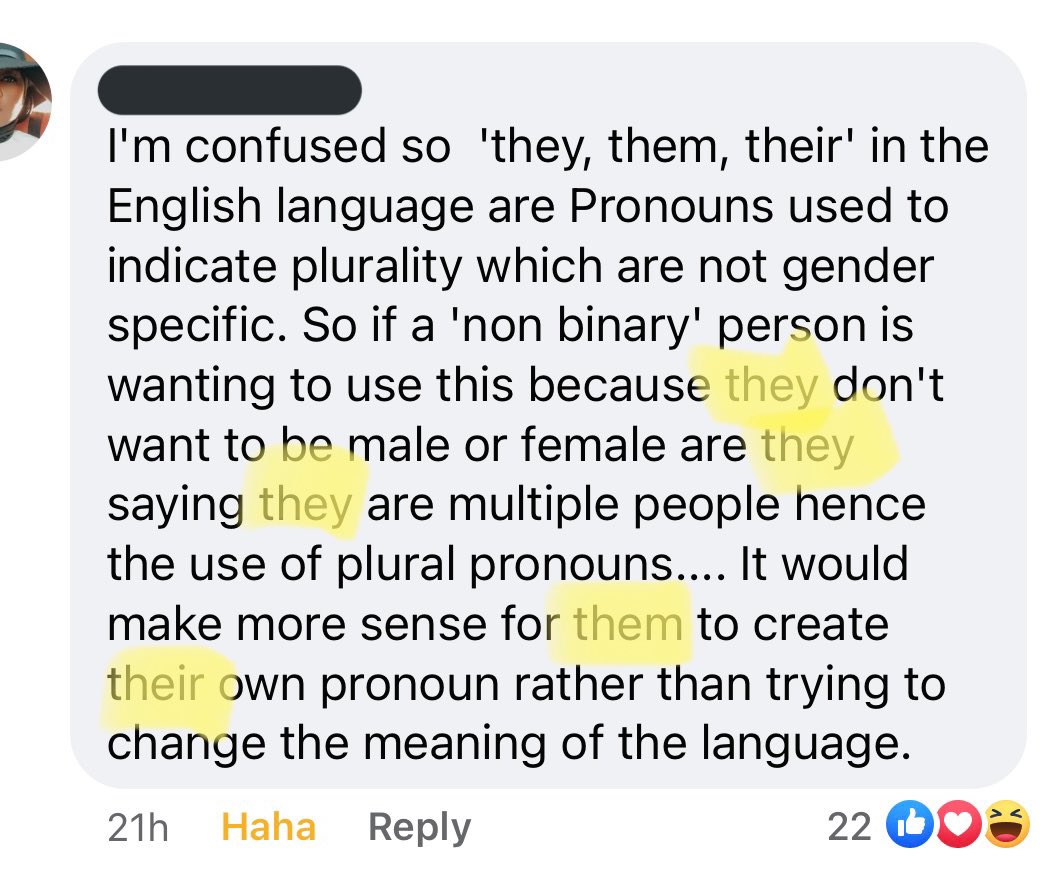 I'm confused so 'they, them, their' in the
English language are Pronouns used to
indicate plurality which are not gender
specific. So if a 'non binary' person is
wanting to use this because they don't
want to be male or female are they
saying they are multiple people hence
the use of plural pronouns.... It would
make more sense for them to create
their own pronoun rather than trying to
change the meaning of the language.
21h Haha Reply 22